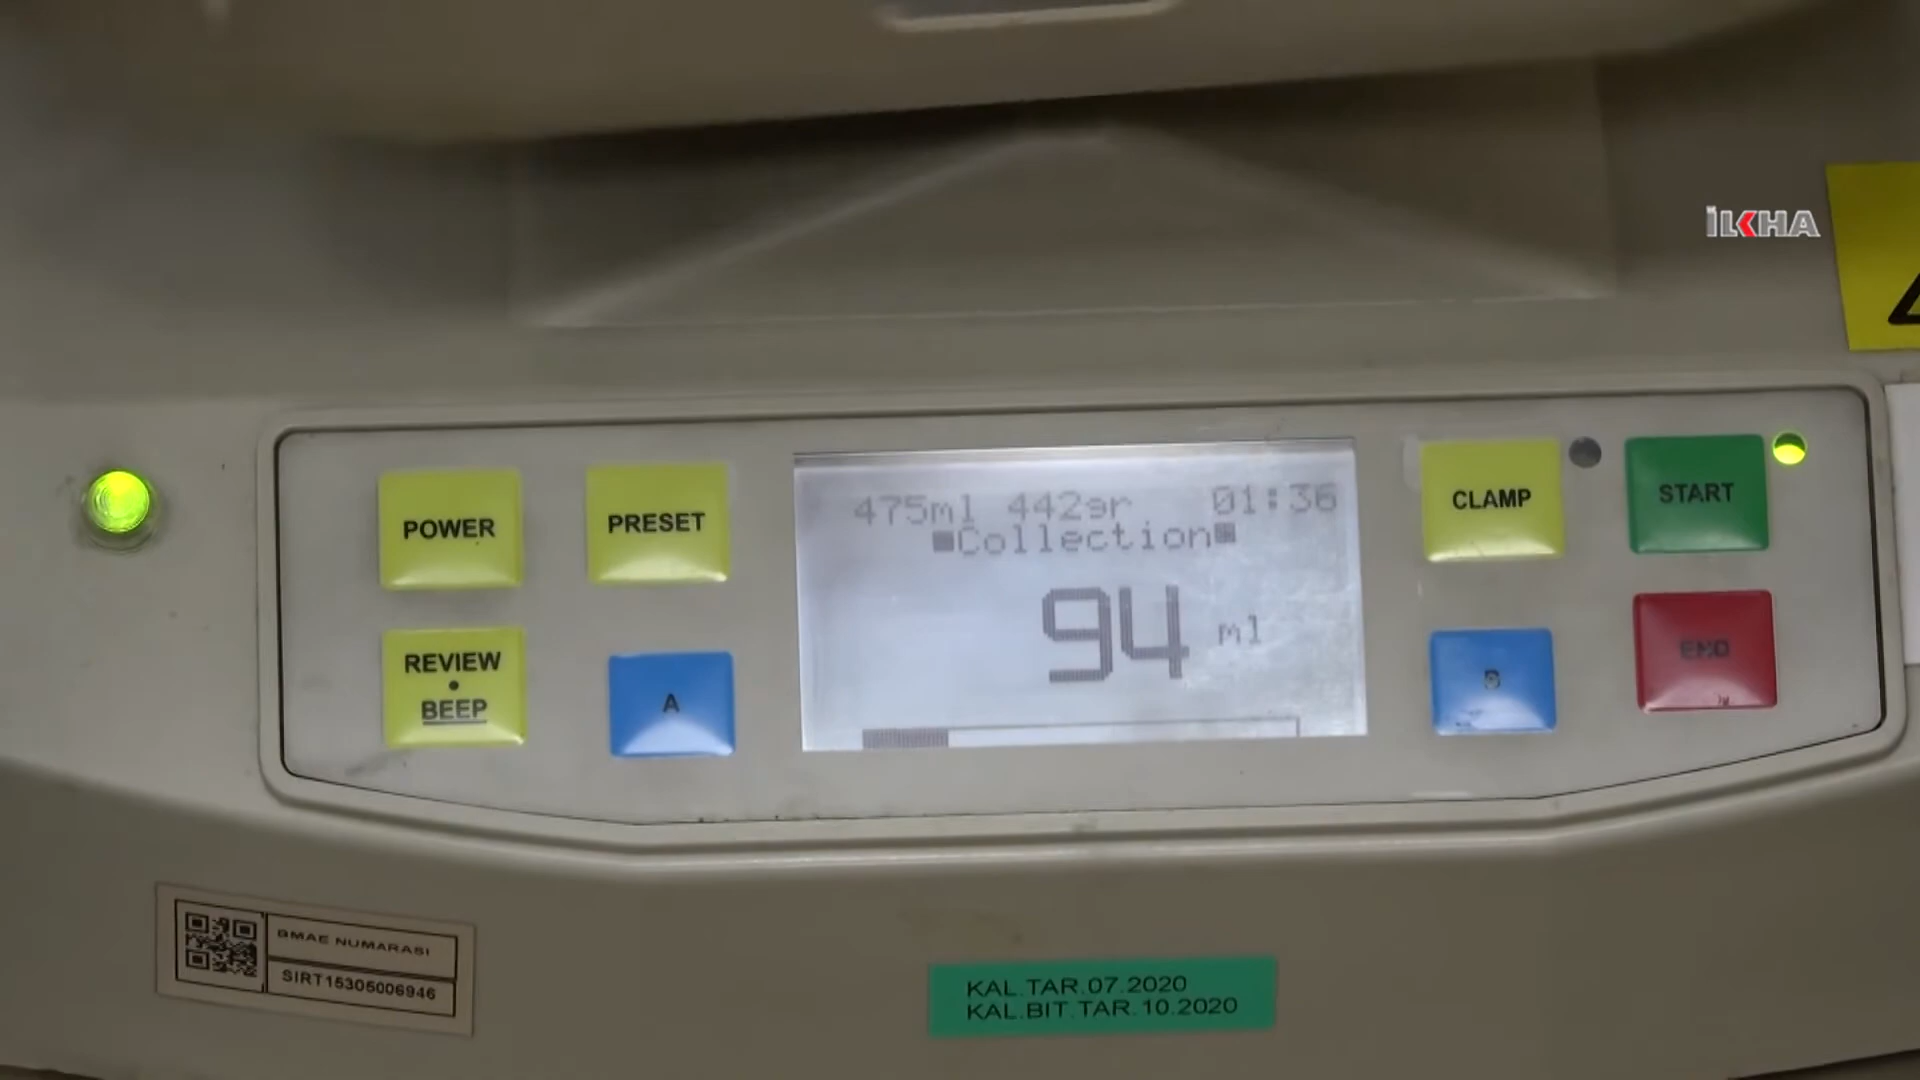 İLKHA
POWER
PRESET
REVIEW
•
BEEP
A
475ml 442gr 01:36
Collection
94 ml
CLAMP
START
B
END
BMAE NUMARASI
SIRT15305006946
KAL.TAR.07.2020
KAL.BIT.TAR.10.2020